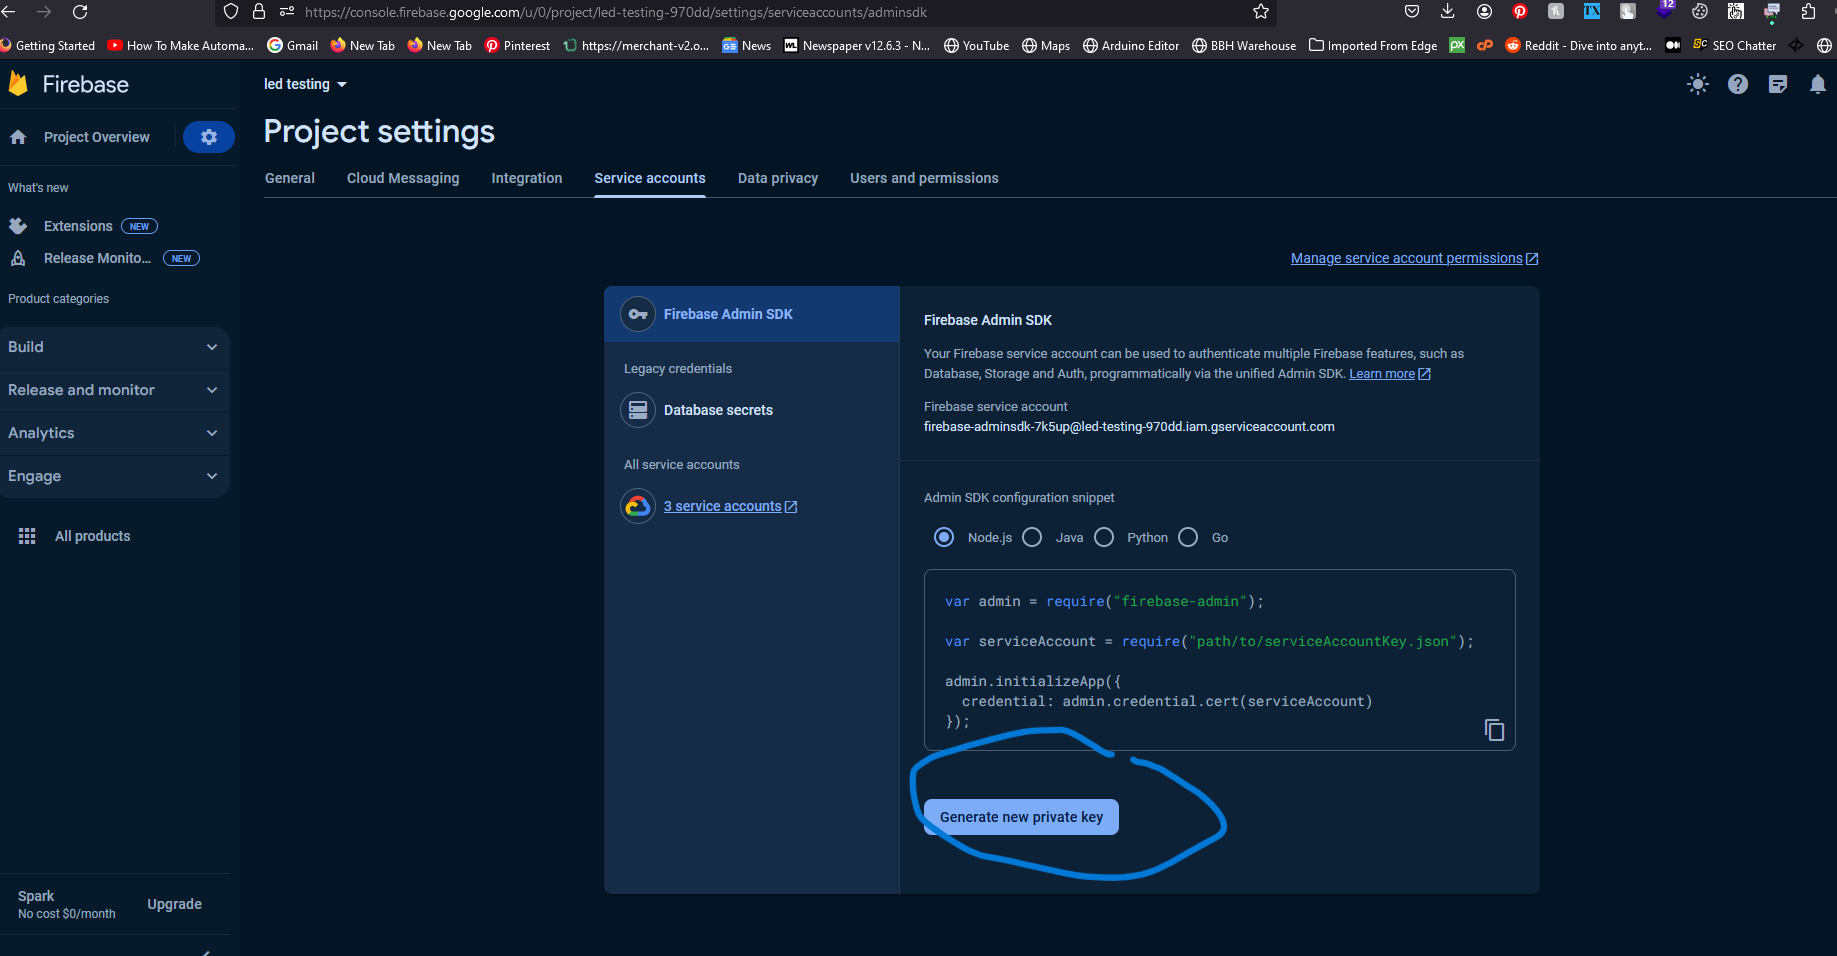 https://console.firebase.google.com/u/0/project/led-testing-970dd/settings/serviceaccounts/adminsdk
12
Getting Started
How To Make Automa...
Gmail
New Tab
New Tab
Pinterest
https://merchant-v2.o...
News
Newspaper v12.6.3 - N...
YouTube
Maps
Arduino Editor
BBH Warehouse
Imported From Edge
Reddit - Dive into anyt...
SEO Chatter
Firebase
led testing
Project Overview
Project settings
General
Cloud Messaging
Integration
Service accounts
Data privacy
Users and permissions
What's new
Extensions NEW
Release Monito... NEW
Product categories
Build
Release and monitor
Analytics
Engage
All products
Spark
No cost $0/month
Upgrade
Manage service account permissions
Firebase Admin SDK
Legacy credentials
Database secrets
All service accounts
3 service accounts
Firebase Admin SDK
Your Firebase service account can be used to authenticate multiple Firebase features, such as
Database, Storage and Auth, programmatically via the unified Admin SDK. Learn more
Firebase service account
firebase-adminsdk-7k5up@led-testing-970dd.iam.gserviceaccount.com
Admin SDK configuration snippet
Node.js
Java
Python
Go
var admin = require("firebase-admin");
var serviceAccount = require("path/to/serviceAccountKey.json");
admin.initializeApp({
credential: admin.credential.cert(serviceAccount)
});
Generate new private key